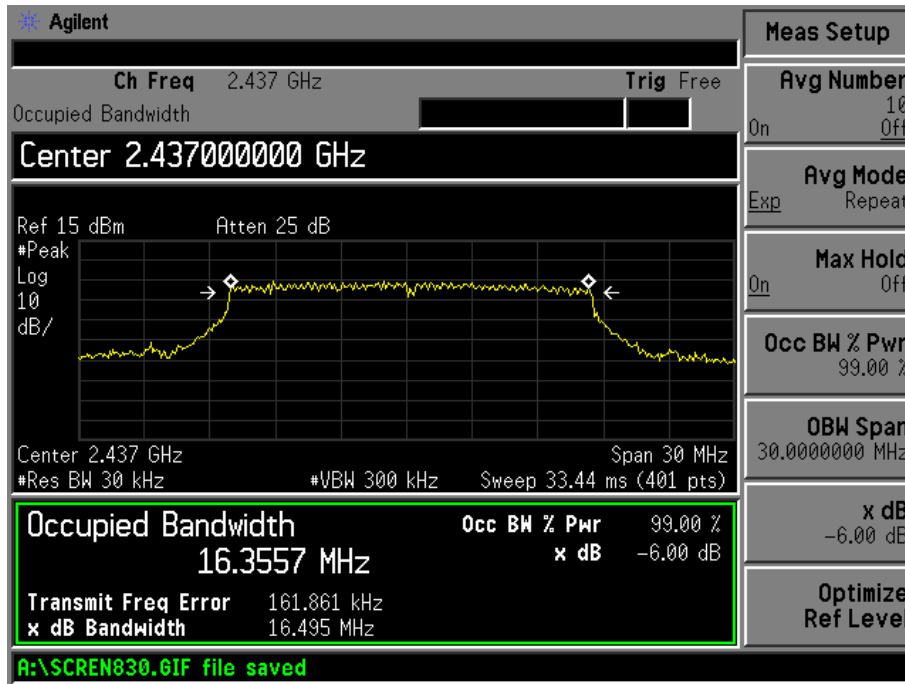 Agilent
Ch Freq 2.437 GHz Trig Free
Occupied Bandwidth
Center 2.437000000 GHz
Ref 15 dBm Atten 25 dB
#Peak
Log
10
dB/
Center 2.437 GHz Span 30 MHz
#Res BW 30 kHz #VBW 300 kHz Sweep 33.44 ms (401 pts)
Occupied Bandwidth Occ BW % Pwr 99.00 %
16.3557 MHz x dB -6.00 dB
Transmit Freq Error 161.861 kHz
x dB Bandwidth 16.495 MHz
A:\SCREN830.GIF file saved
Meas Setup
Avg Number
10
On Off
Avg Mode
Exp Repeat
Max Hold
On Off
Occ BW % Pwr
99.00 %
OBW Span
30.0000000 MHz
x dB
-6.00 dB
Optimize
Ref Level